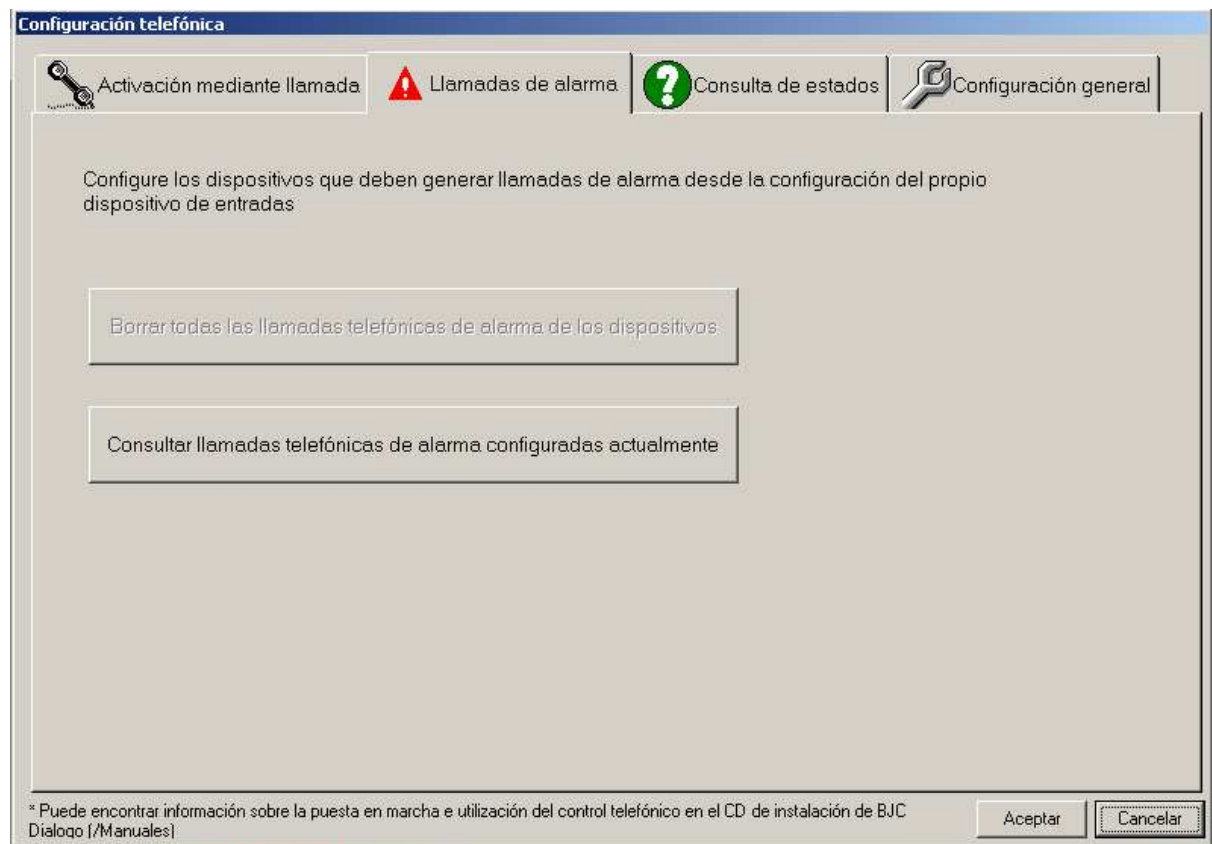 Configuración telefónica
Activación mediante llamada
Llamadas de alarma
Consulta de estados
Configuración general
Configure los dispositivos que deben generar llamadas de alarma desde la configuración del propio
dispositivo de entradas
Borrar todas las llamadas telefónicas de alarma de los dispositivos
Consultar llamadas telefónicas de alarma configuradas actualmente
* Puede encontrar información sobre la puesta en marcha e utilización del control telefónico en el CD de instalación de BJC
Dialogo (/Manuales)
Aceptar
Cancelar